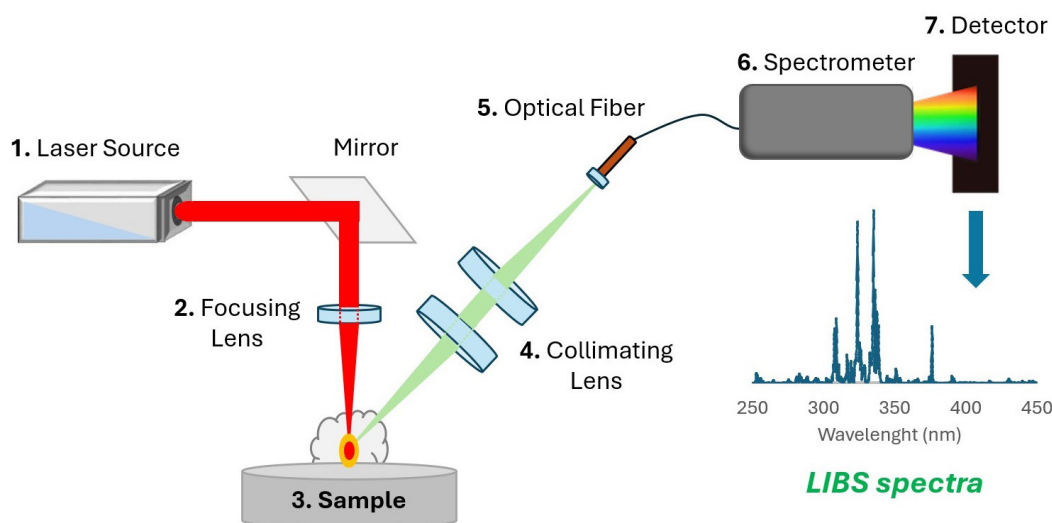 7. Detector
6. Spectrometer
5. Optical Fiber
1. Laser Source
Mirror
2. Focusing
Lens
4. Collimating
Lens
3. Sample
250 300 350 400 450
Wavelenght (nm)
LIBS spectra